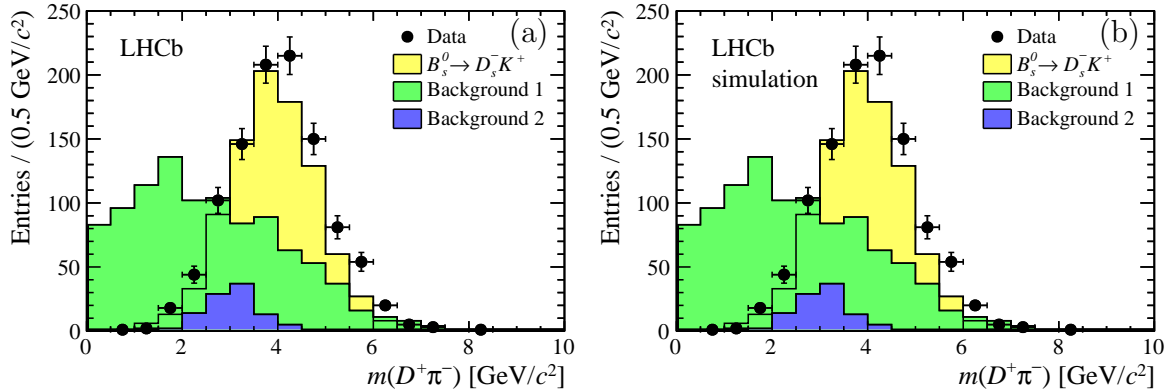 250
200
150
100
50
0
Entries / (0.5 GeV/c²)
LHCb
(a)
Data
B⁰ₛ → D⁻ₛ K⁺
Background 1
Background 2
0 2 4 6 8 10
m(D⁺π⁻) [GeV/c²]
250
200
150
100
50
0
Entries / (0.5 GeV/c²)
LHCb
simulation
(b)
Data
B⁰ₛ → D⁻ₛ K⁺
Background 1
Background 2
0 2 4 6 8 10
m(D⁺π⁻) [GeV/c²]